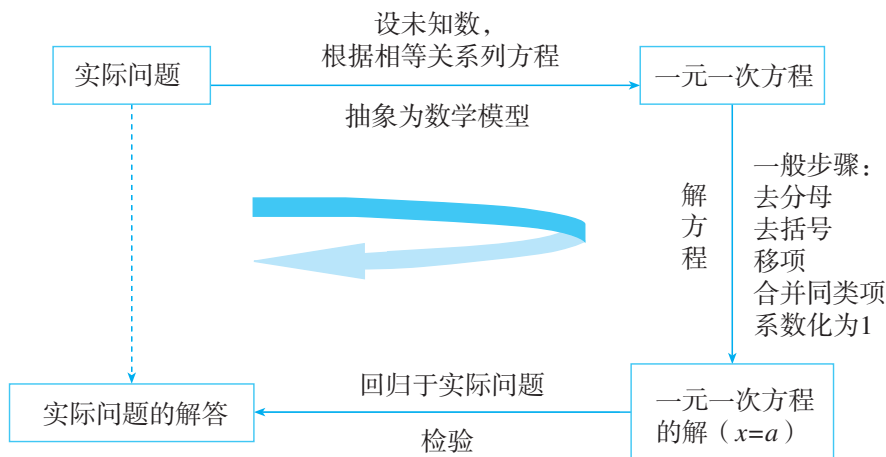 设未知数，
根据相等关系列方程
实际问题
一元一次方程
抽象为数学模型
解
方
程
一般步骤：
去分母
去括号
移项
合并同类项
系数化为1
回归于实际问题
实际问题的解答
一元一次方程
的解（x=a）
检验